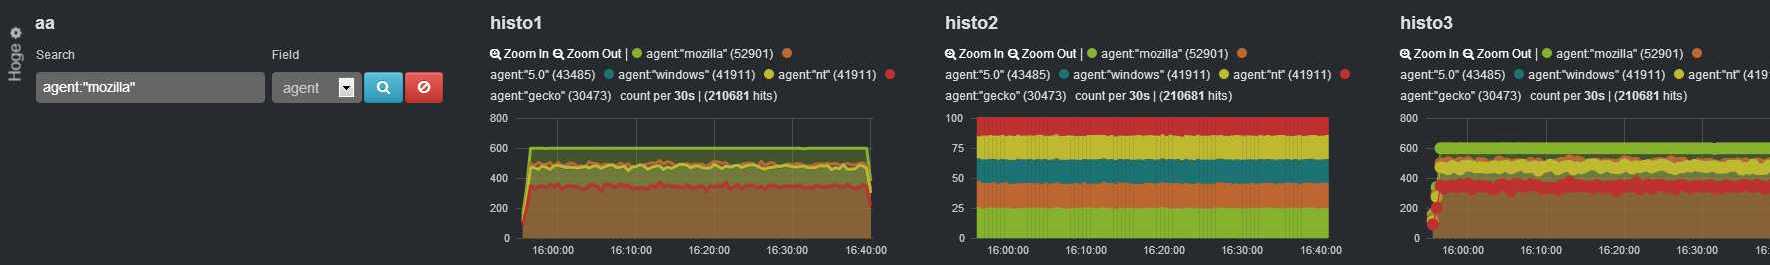 Hoge
aa
Search
Field
agent:"mozilla"
agent
histo1
Zoom In Zoom Out | agent:"mozilla" (52901)
agent:"5.0" (43485) agent:"windows" (41911) agent:"nt" (41911)
agent:"gecko" (30473) count per 30s | (210681 hits)
800
600
400
200
0
16:00:00 16:10:00 16:20:00 16:30:00 16:40:00
histo2
Zoom In Zoom Out | agent:"mozilla" (52901)
agent:"5.0" (43485) agent:"windows" (41911) agent:"nt" (41911)
agent:"gecko" (30473) count per 30s | (210681 hits)
100
75
50
25
0
16:00:00 16:10:00 16:20:00 16:30:00 16:40:00
histo3
Zoom In Zoom Out | agent:"mozilla" (52901)
agent:"5.0" (43485) agent:"windows" (41911) agent:"nt" (419
agent:"gecko" (30473) count per 30s | (210681 hits)
800
600
400
200
0
16:00:00 16:10:00 16:20:00 16:30:00 16: